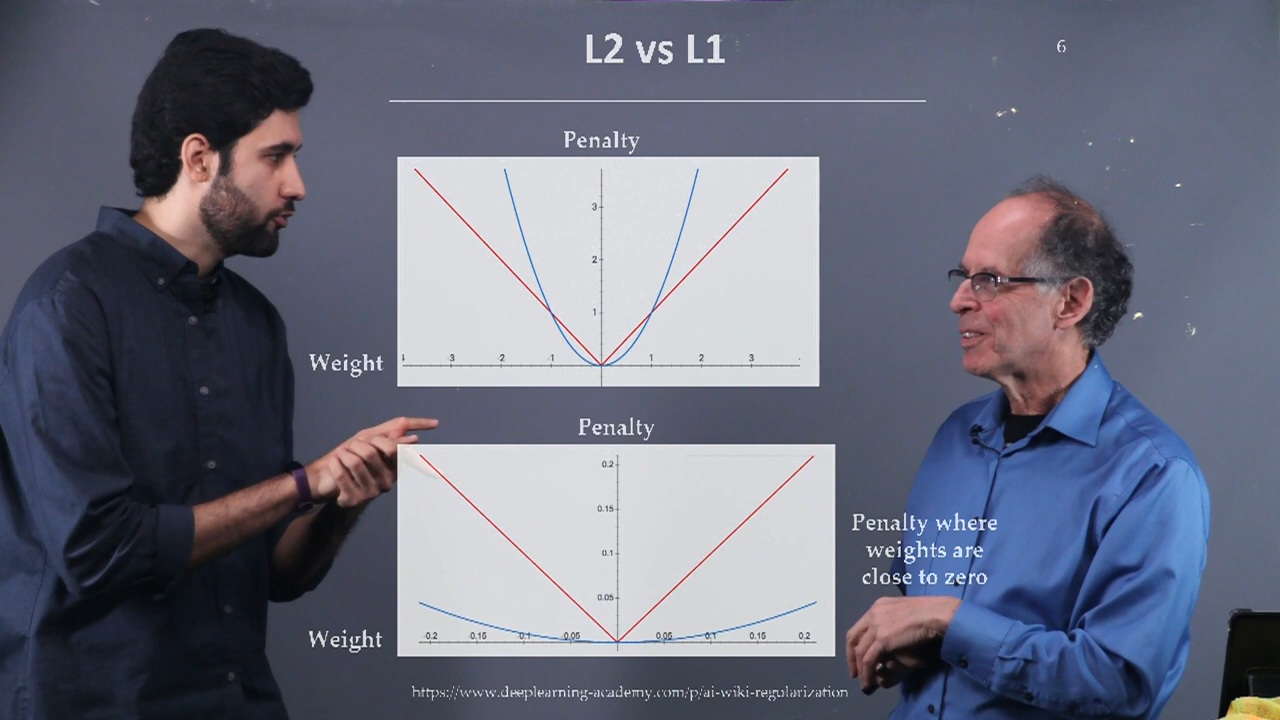 L2 vs L1
6
Penalty
3
2
1
Weight
-3 -2 -1 1 2 3
Penalty
0.2
0.15
0.1
0.05
Penalty where
weights are
close to zero
Weight
-0.2 -0.15 -0.1 -0.05 0.05 0.1 0.15 0.2
https://www.deeplearning-academy.com/p/ai-wiki-regularization